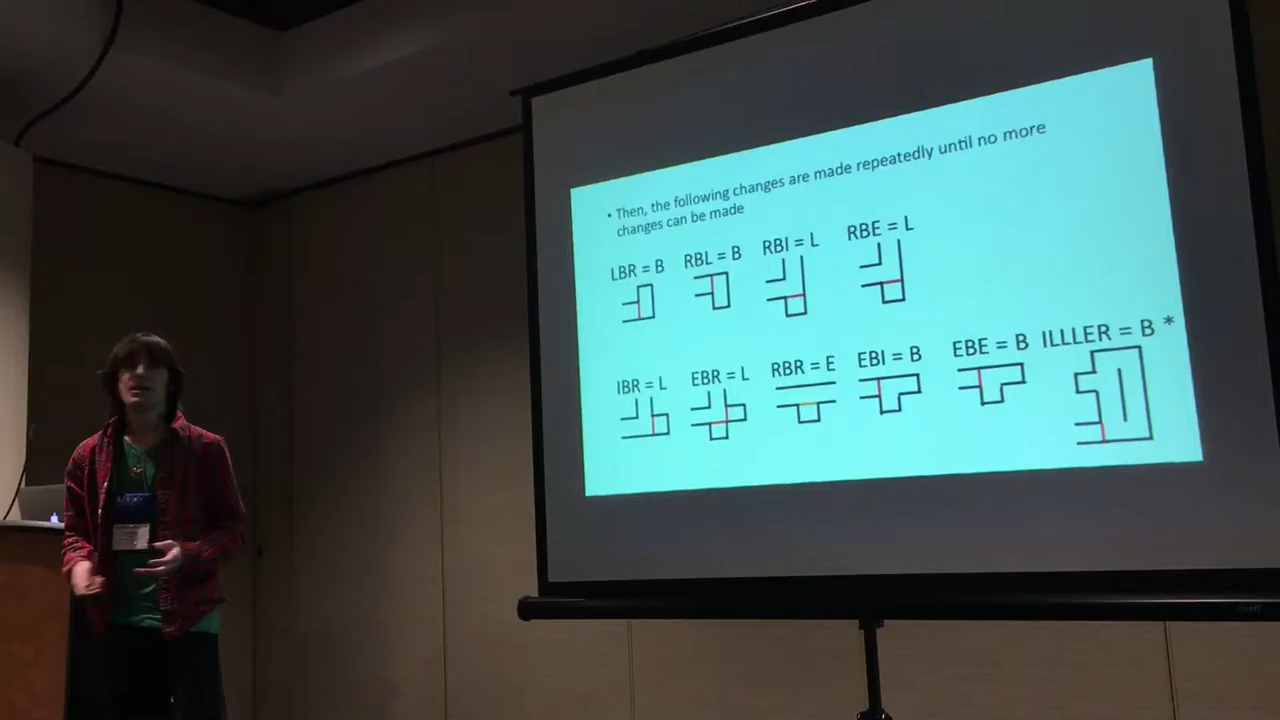 • Then, the following changes are made repeatedly until no more
changes can be made
LBR = B RBL = B RBI = L RBE = L
IBR = L EBR = L RBR = E EBI = B EBE = B ILLLER = B *